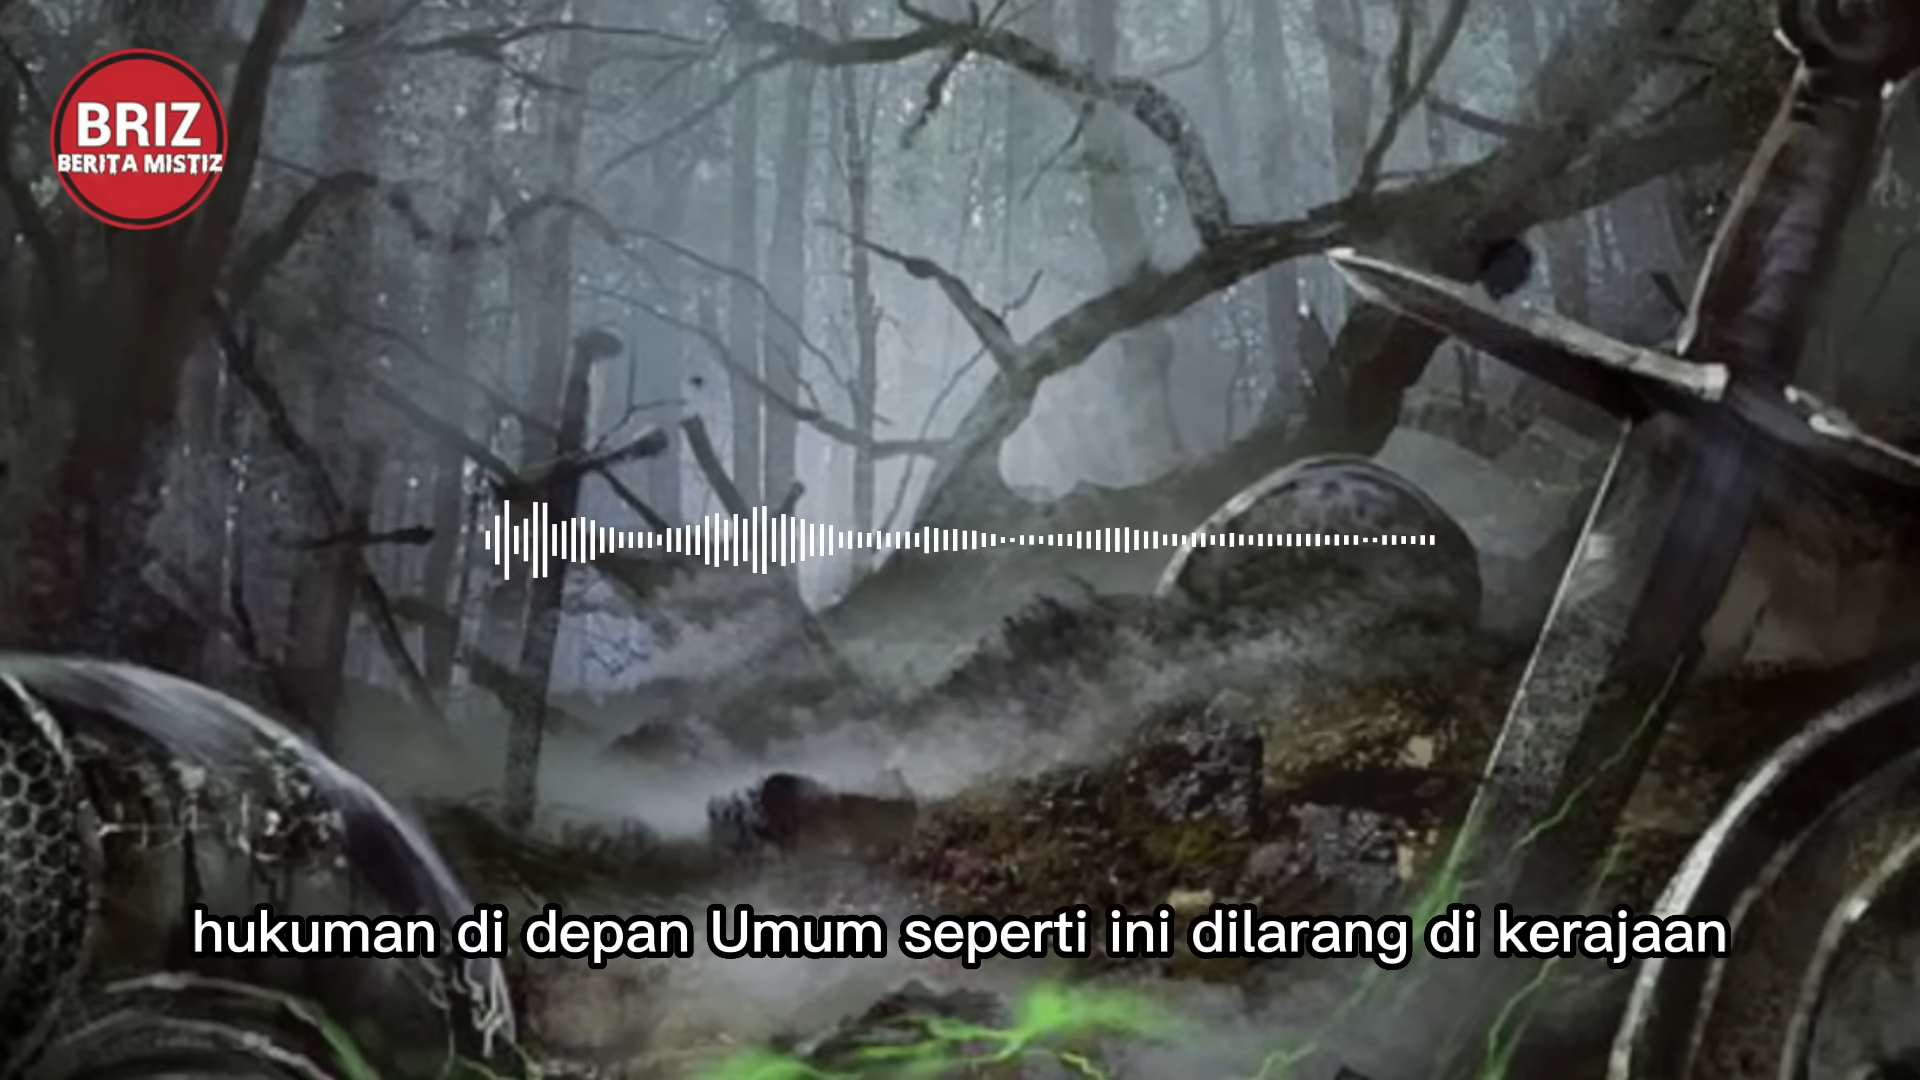 BRIZ
BERITA MISTIZ
hukuman di depan Umum seperti ini dilarang di kerajaan